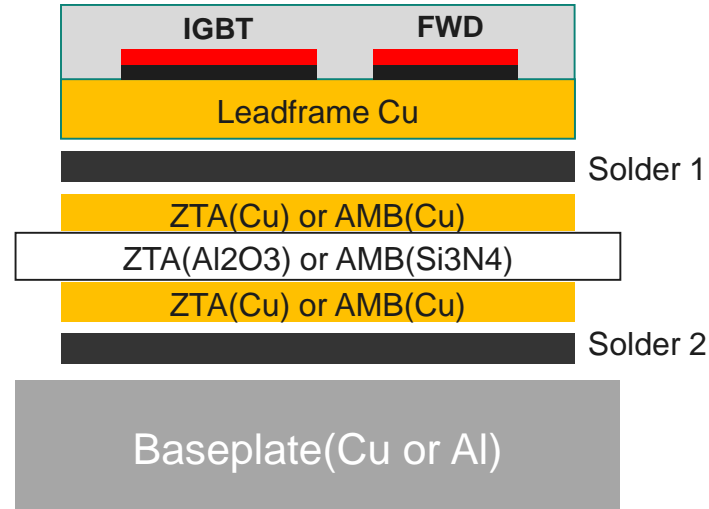 IGBT
FWD
Leadframe Cu
Solder 1
ZTA(Cu) or AMB(Cu)
ZTA(Al2O3) or AMB(Si3N4)
ZTA(Cu) or AMB(Cu)
Solder 2
Baseplate(Cu or Al)